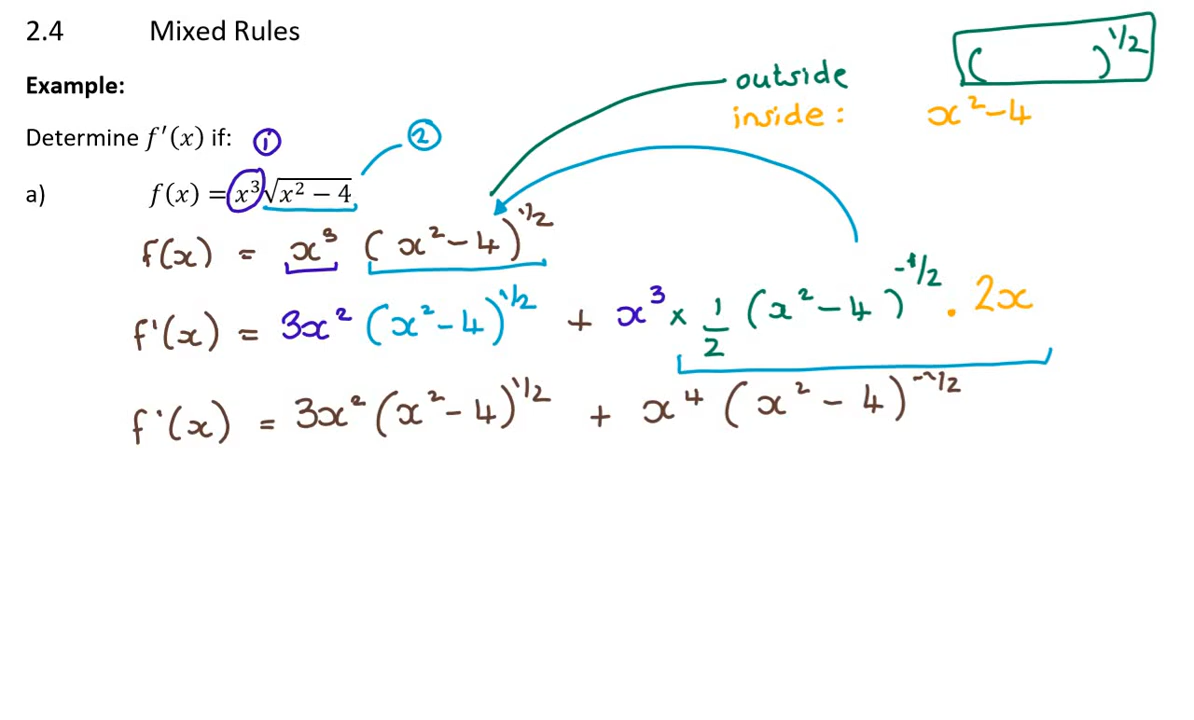 2.4 Mixed Rules
( )^1/2
outside
Example:
inside : x²-4
Determine f′(x) if: ① ②
a) f(x) = x³√x² − 4
f(x) = x³ (x²-4)^1/2
f'(x) = 3x² (x²-4)^1/2 + x³ x 1/2 (x²-4)^-1/2 . 2x
f'(x) = 3x² (x²-4)^1/2 + x⁴ (x²-4)^-1/2